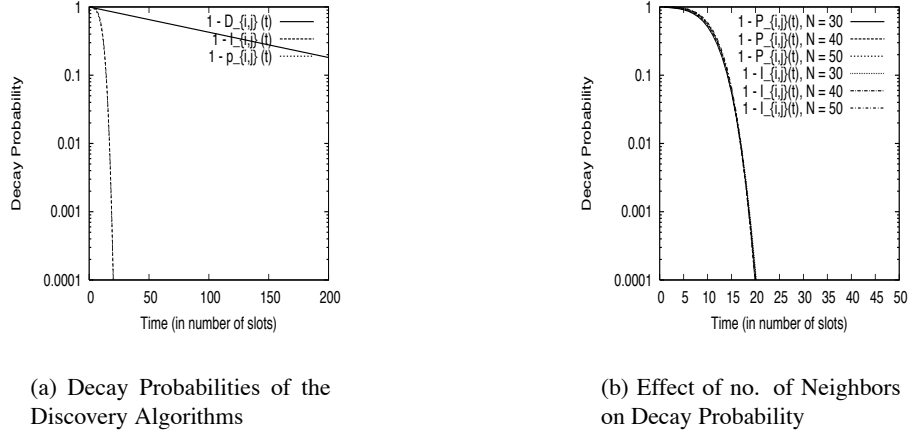 1 - D_{i,j} (t)
1 - I_{i,j} (t)
1 - p_{i,j} (t)
1
0.1
0.01
0.001
0.0001
Decay Probability
0 50 100 150 200
Time (in number of slots)
(a) Decay Probabilities of the
Discovery Algorithms
1 - P_{i,j}(t), N = 30
1 - P_{i,j}(t), N = 40
1 - P_{i,j}(t), N = 50
1 - I_{i,j}(t), N = 30
1 - I_{i,j}(t), N = 40
1 - I_{i,j}(t), N = 50
1
0.1
0.01
0.001
0.0001
Decay Probability
0 5 10 15 20 25 30 35 40 45 50
Time (in number of slots)
(b) Effect of no. of Neighbors
on Decay Probability